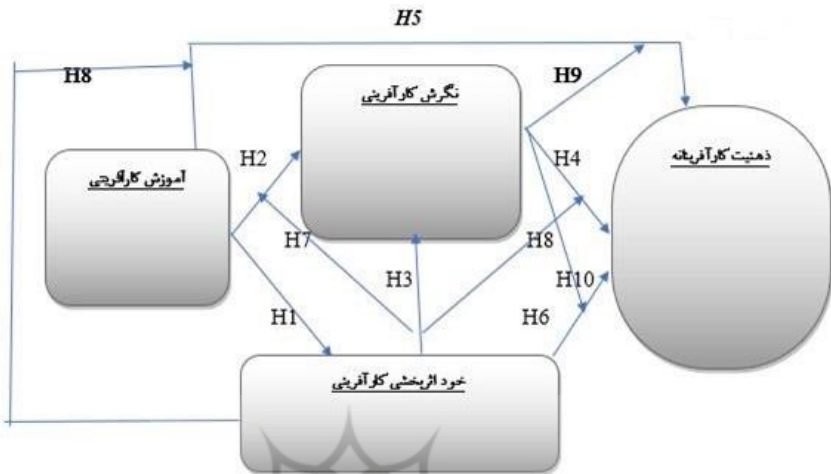 H5
H8
H9
نگرش کارآفرینی
H2
H4
ذهنیت کارآفرینانه
آموزش کارآفرینی
H7
H8
H3
H10
H1
H6
خود اثربخشی کارآفرینی